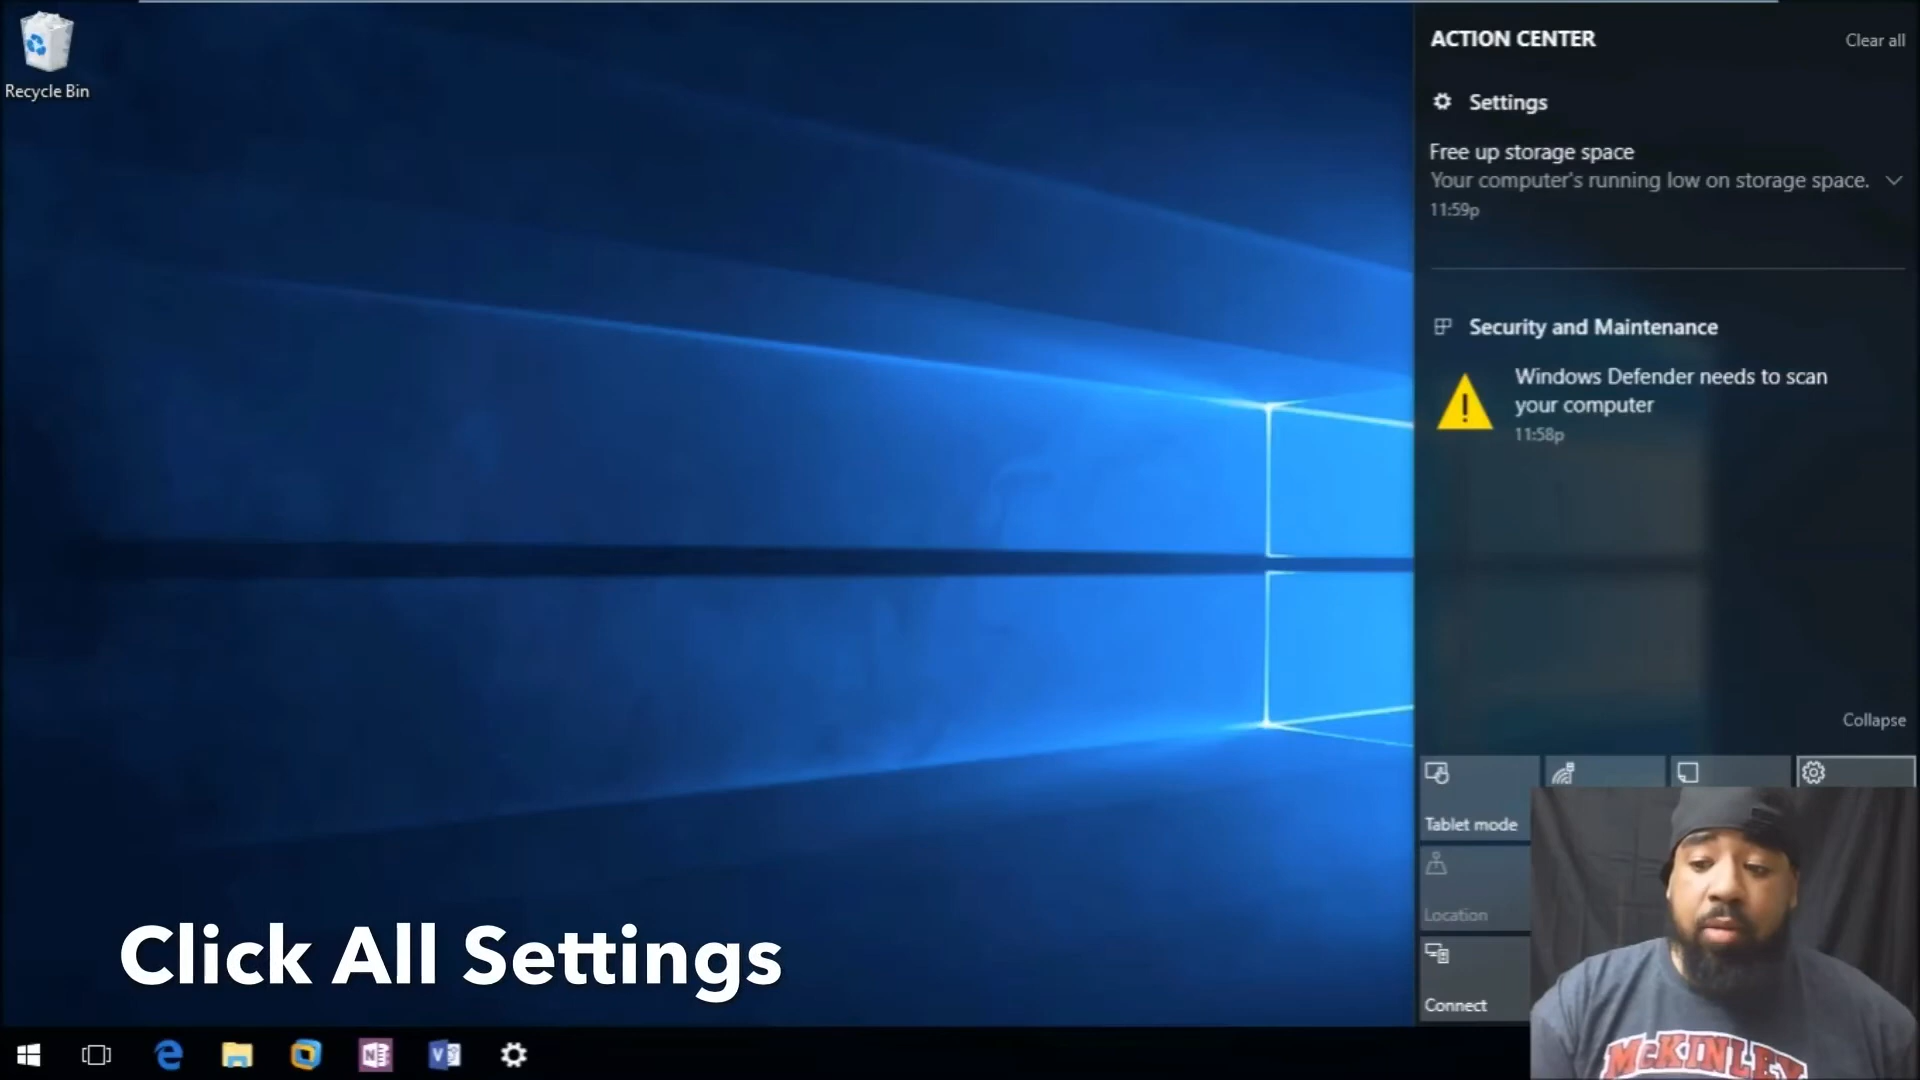 Recycle Bin
ACTION CENTER
Clear all
Settings
Free up storage space
Your computer's running low on storage space.
11:59p
Security and Maintenance
Windows Defender needs to scan
your computer
11:58p
Collapse
Tablet mode
Location
Connect
Click All Settings
McKINLEY